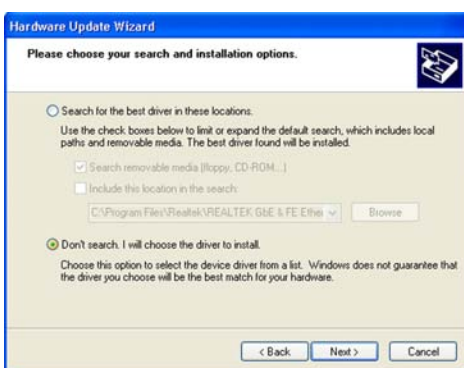 Hardware Update Wizard
Please choose your search and installation options.
Search for the best driver in these locations.
Use the check boxes below to limit or expand the default search, which includes local
paths and removable media. The best driver found will be installed.
Search removable media (floppy, CD-ROM...)
Include this location in the search:
C:\Program Files\Realtek\REALTEK GbE & FE Ether
Browse
Don't search. I will choose the driver to install.
Choose this option to select the device driver from a list. Windows does not guarantee that
the driver you choose will be the best match for your hardware.
< Back
Next >
Cancel